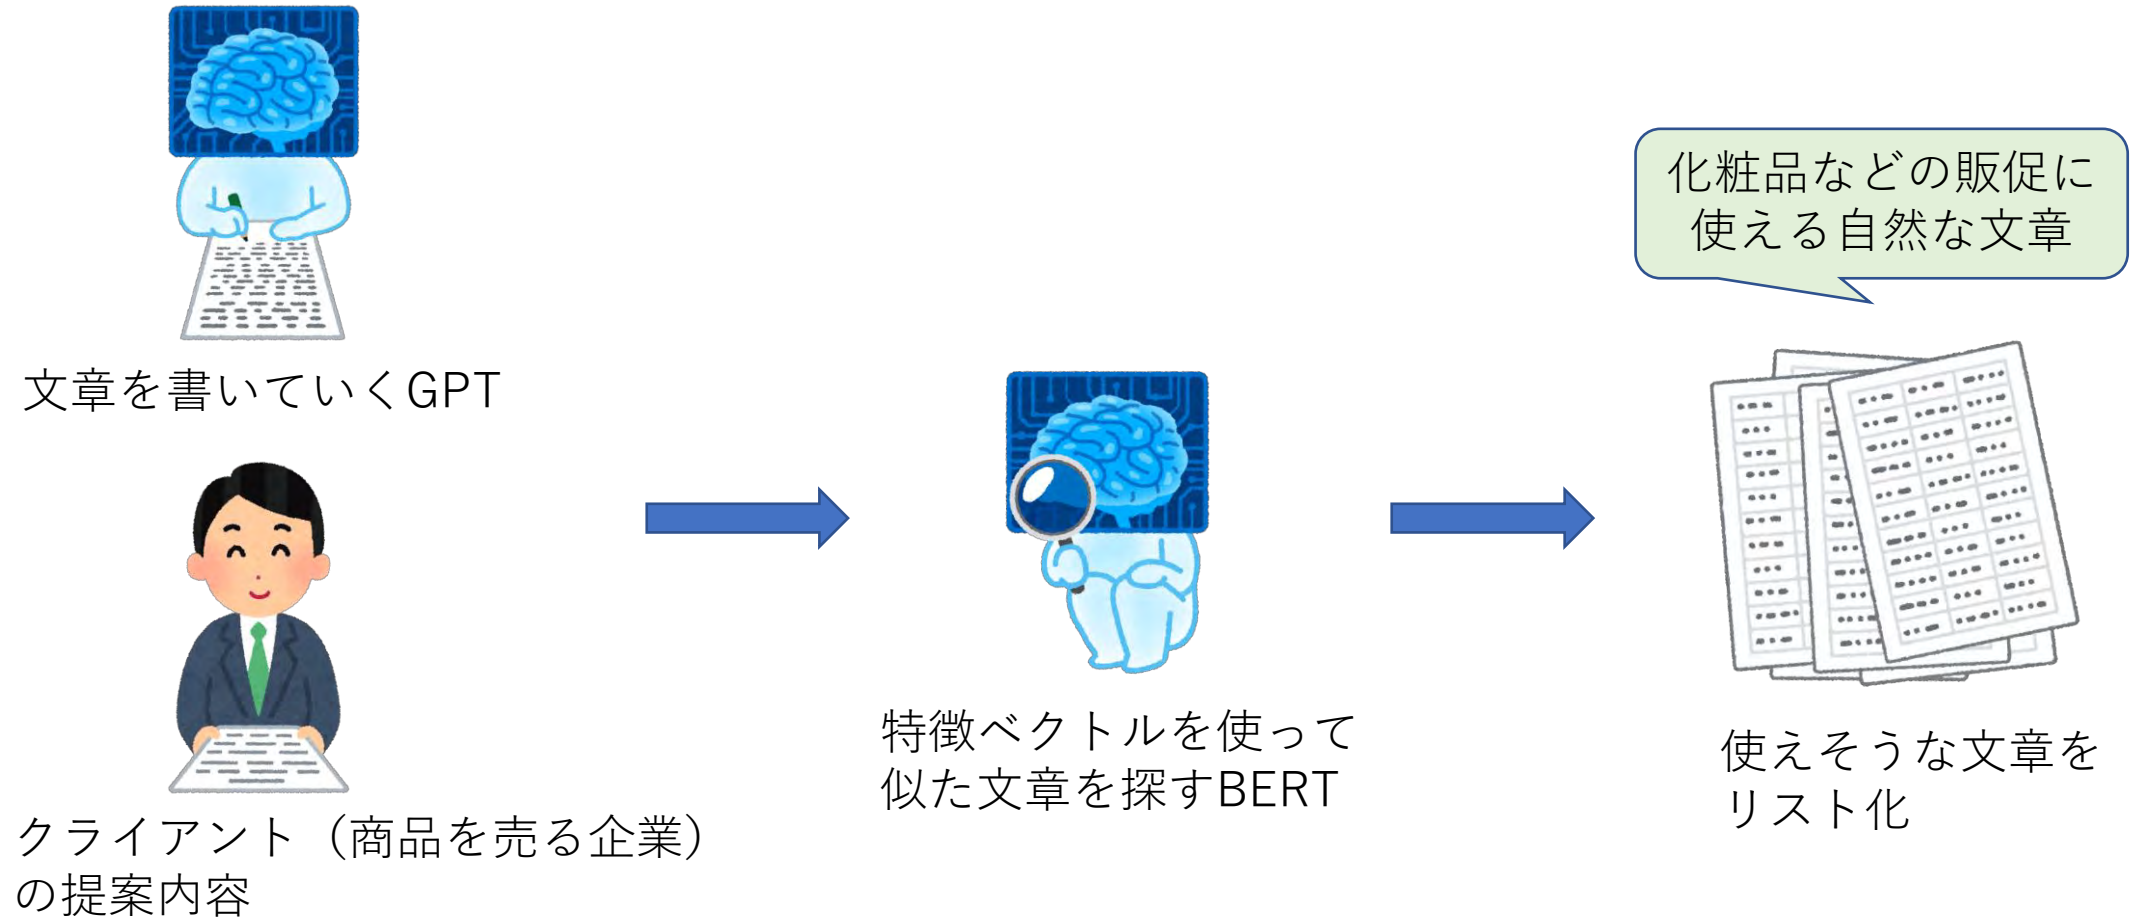 文章を書いていくGPT
クライアント（商品を売る企業）
の提案内容
特徴ベクトルを使って
似た文章を探すBERT
化粧品などの販促に
使える自然な文章
使えそうな文章を
リスト化